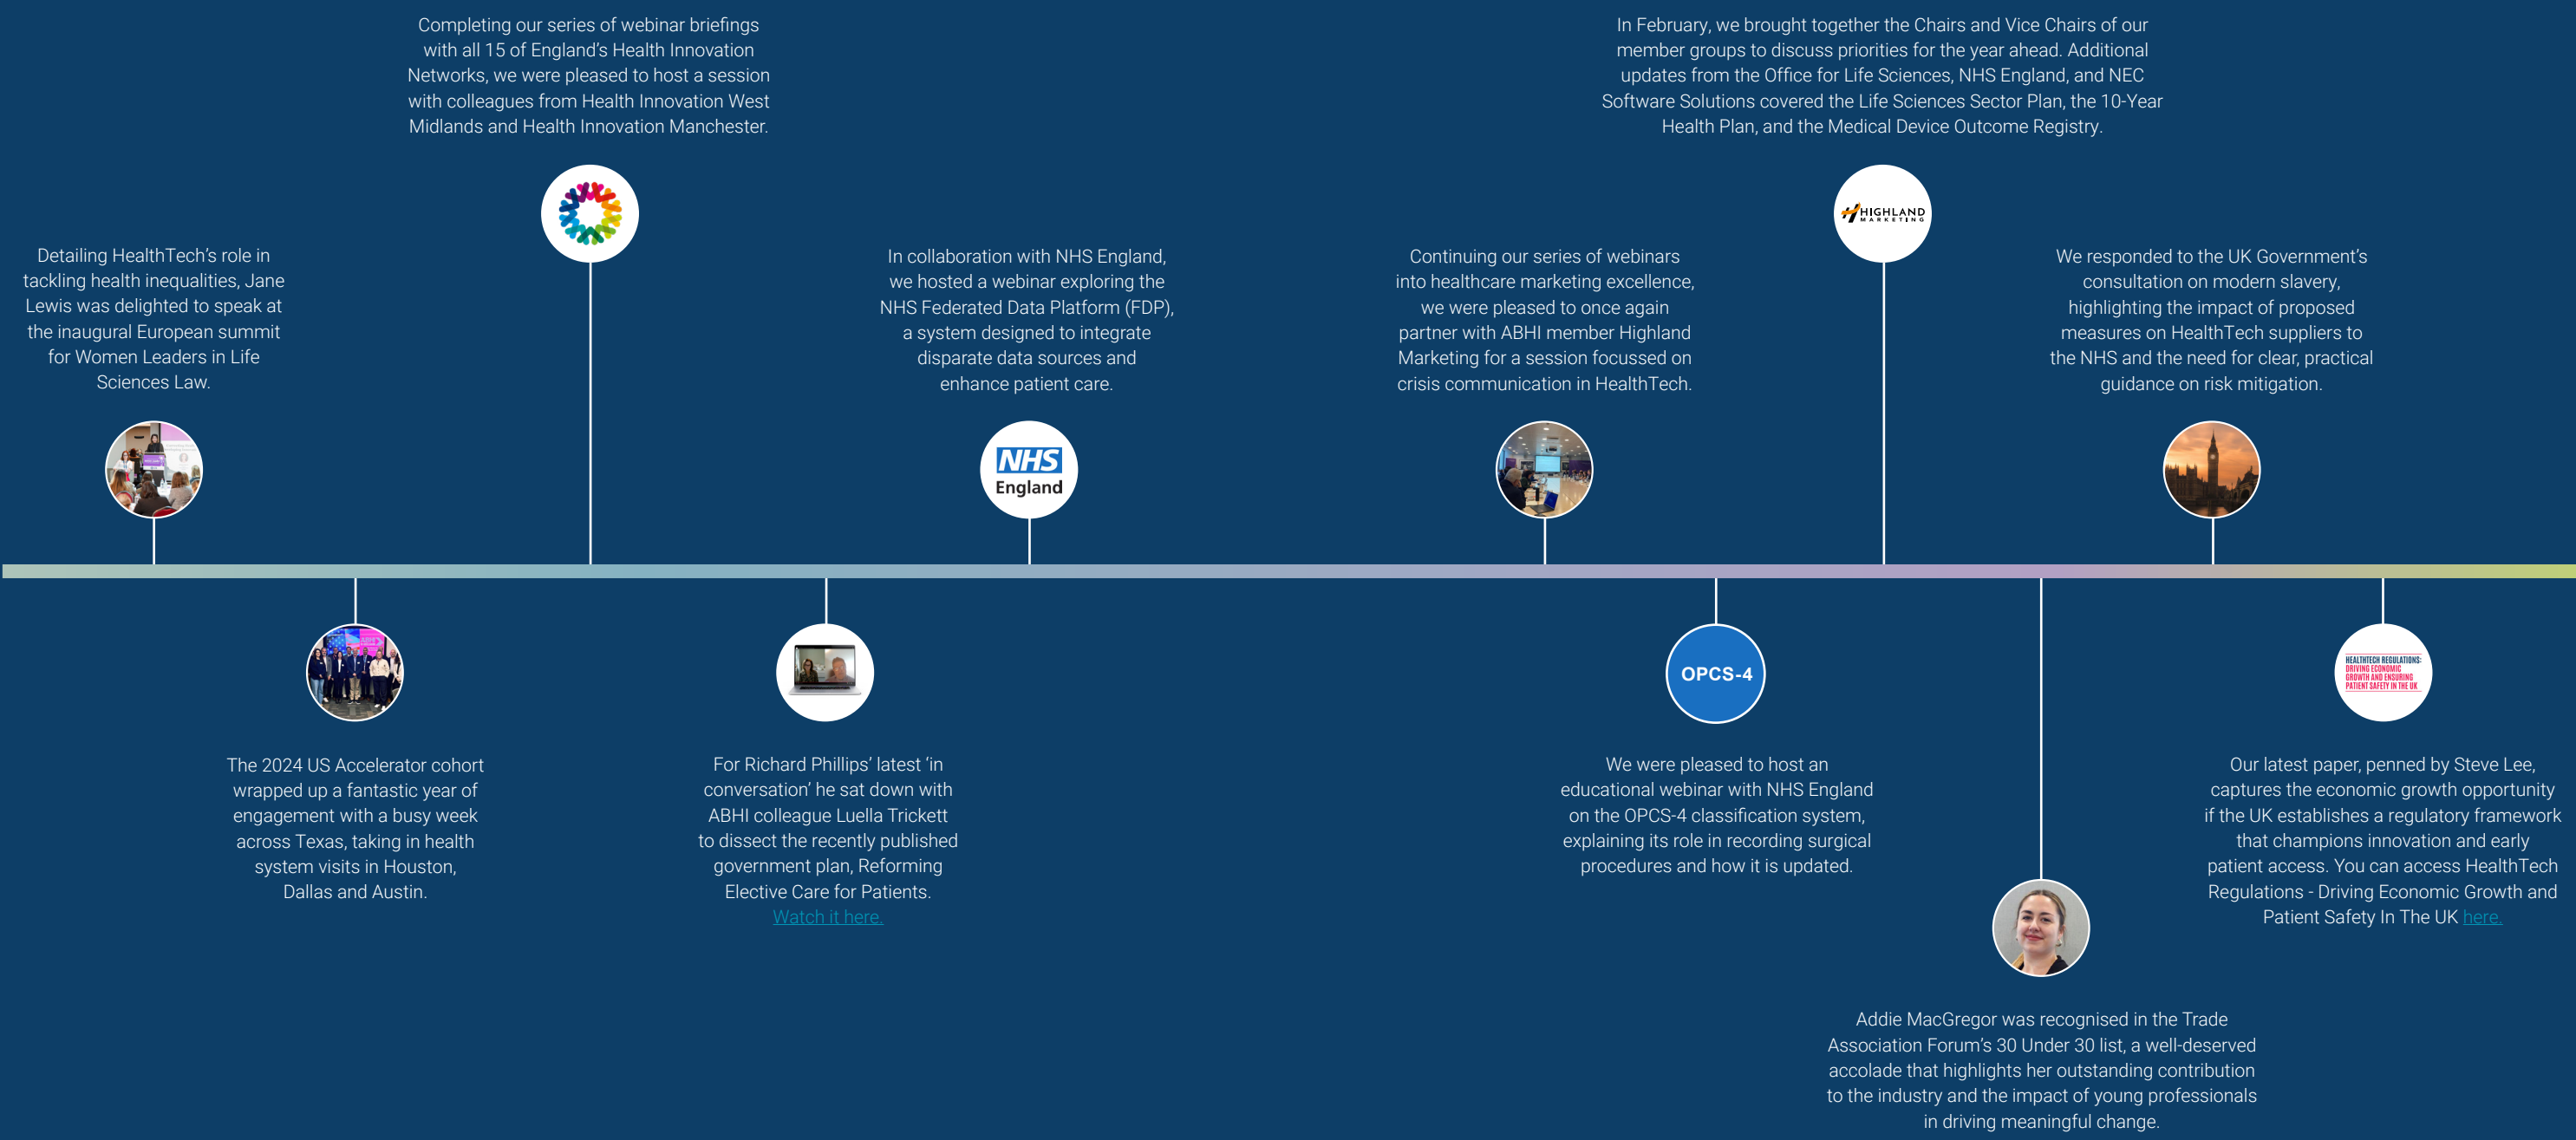 Detailing HealthTech's role in
tackling health inequalities, Jane
Lewis was delighted to speak at
the inaugural European summit
for Women Leaders in Life
Sciences Law.
The 2024 US Accelerator cohort
wrapped up a fantastic year of
engagement with a busy week
across Texas, taking in health
system visits in Houston,
Dallas and Austin.
Completing our series of webinar briefings
with all 15 of England's Health Innovation
Networks, we were pleased to host a session
with colleagues from Health Innovation West
Midlands and Health Innovation Manchester.
For Richard Phillips' latest ‘in
conversation’ he sat down with
ABHI colleague Luella Trickett
to dissect the recently published
government plan, Reforming
Elective Care for Patients.
Watch it here.
In collaboration with NHS England,
we hosted a webinar exploring the
NHS Federated Data Platform (FDP),
a system designed to integrate
disparate data sources and
enhance patient care.
NHS
England
Continuing our series of webinars
into healthcare marketing excellence,
we were pleased to once again
partner with ABHI member Highland
Marketing for a session focussed on
crisis communication in HealthTech.
OPCS-4
We were pleased to host an
educational webinar with NHS England
on the OPCS-4 classification system,
explaining its role in recording surgical
procedures and how it is updated.
In February, we brought together the Chairs and Vice Chairs of our
member groups to discuss priorities for the year ahead. Additional
updates from the Office for Life Sciences, NHS England, and NEC
Software Solutions covered the Life Sciences Sector Plan, the 10-Year
Health Plan, and the Medical Device Outcome Registry.
HIGHLAND
MARKETING
Addie MacGregor was recognised in the Trade
Association Forum's 30 Under 30 list, a well-deserved
accolade that highlights her outstanding contribution
to the industry and the impact of young professionals
in driving meaningful change.
We responded to the UK Government's
consultation on modern slavery,
highlighting the impact of proposed
measures on HealthTech suppliers to
the NHS and the need for clear, practical
guidance on risk mitigation.
HEALTHTECH REGULATIONS:
DRIVING ECONOMIC
GROWTH AND ENSURING
PATIENT SAFETY IN THE UK
Our latest paper, penned by Steve Lee,
captures the economic growth opportunity
if the UK establishes a regulatory framework
that champions innovation and early
patient access. You can access HealthTech
Regulations - Driving Economic Growth and
Patient Safety In The UK here.